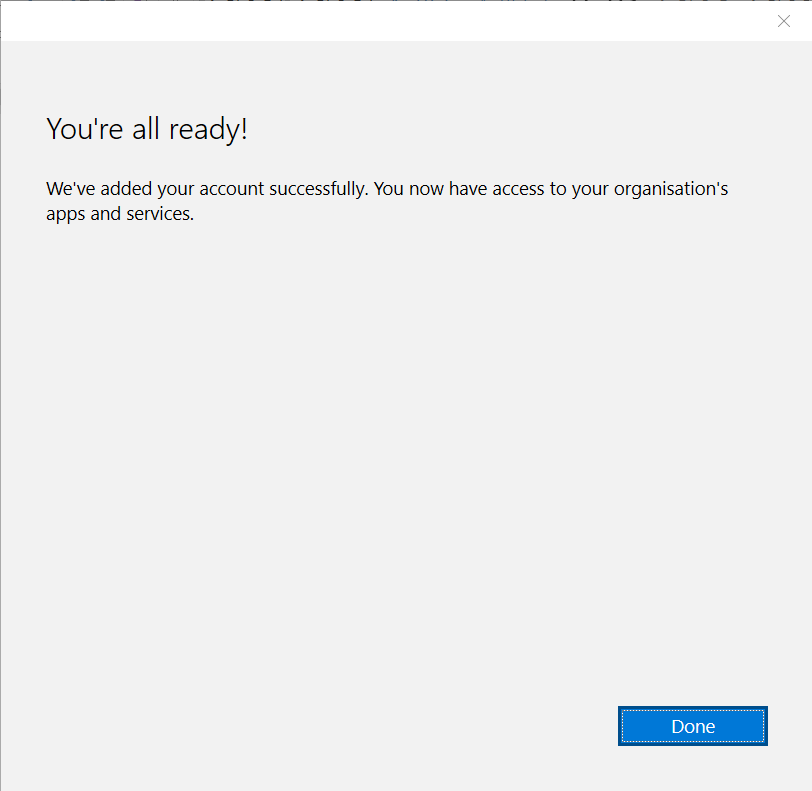 You're all ready!
We've added your account successfully. You now have access to your organisation's
apps and services.
Done